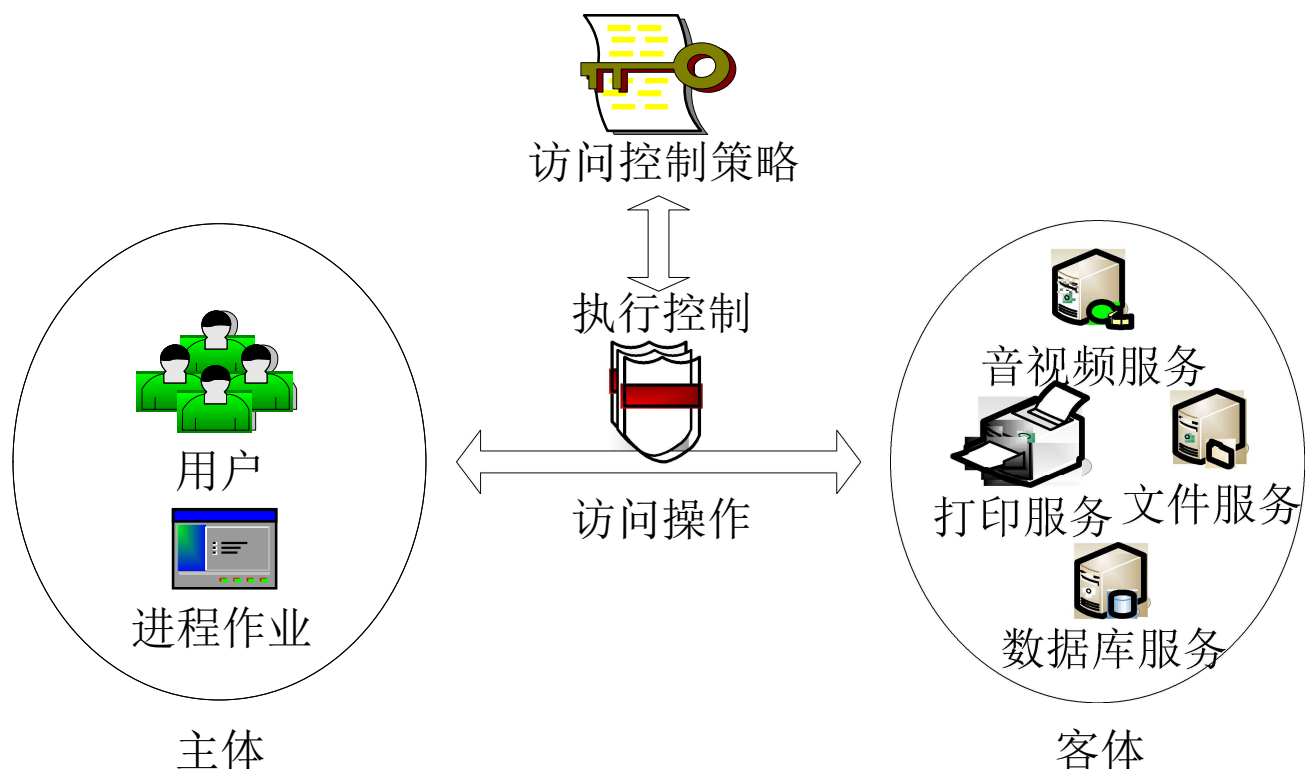 访问控制策略
执行控制
访问操作
用户
进程作业
主体
音视频服务
打印服务
文件服务
数据库服务
客体